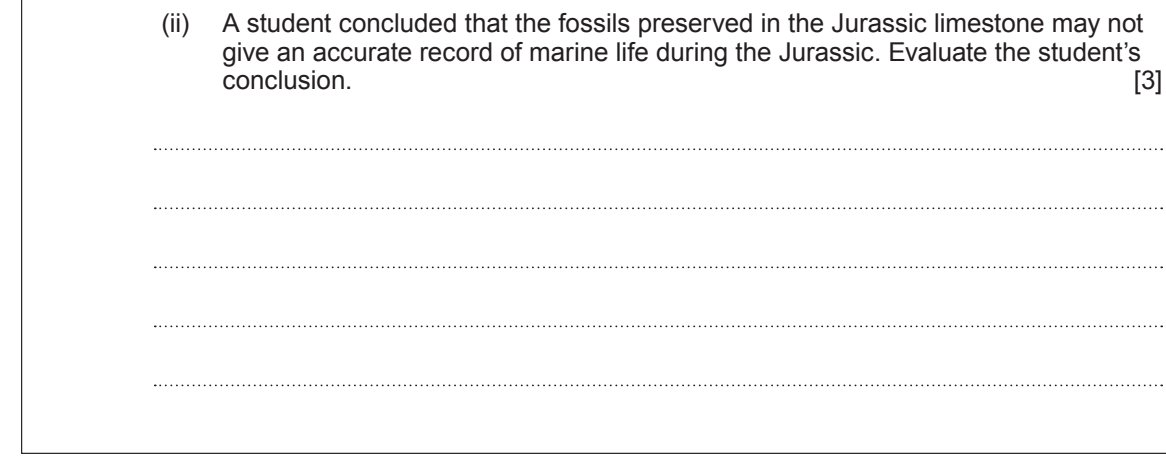 (ii) A student concluded that the fossils preserved in the Jurassic limestone may not
give an accurate record of marine life during the Jurassic. Evaluate the student’s
conclusion. [3]